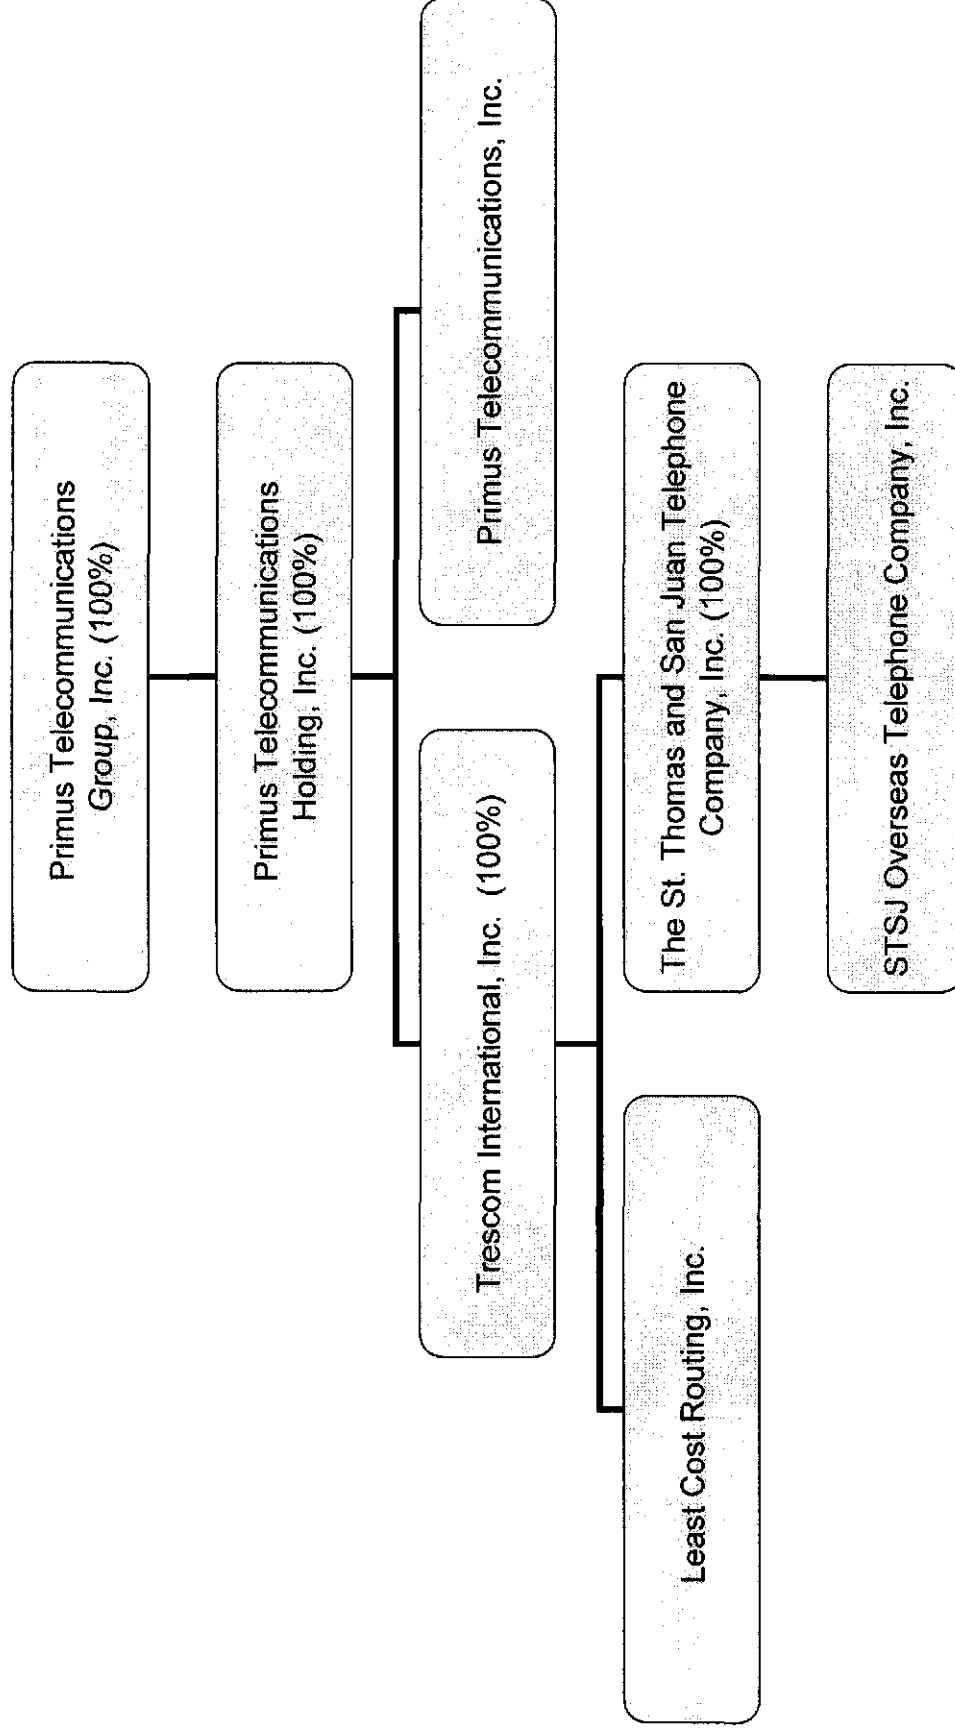 Primus Telecommunications
Group, Inc. (100%)
Primus Telecommunications
Holding, Inc. (100%)
Trescom International, Inc. (100%)
Primus Telecommunications, Inc.
Least Cost Routing, Inc.
The St. Thomas and San Juan Telephone
Company, Inc. (100%)
STSJ Overseas Telephone Company, Inc.